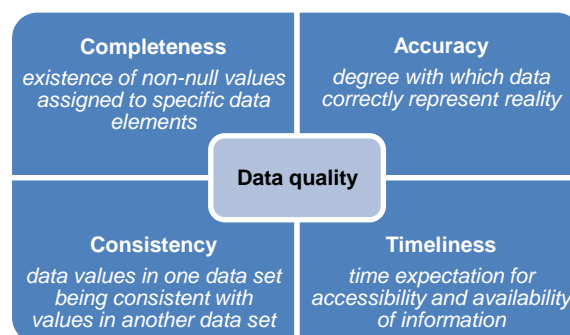 Completeness
existence of non-null values
assigned to specific data
elements
Accuracy
degree with which data
correctly represent reality
Data quality
Consistency
data values in one data set
being consistent with
values in another data set
Timeliness
time expectation for
accessibility and availability
of information